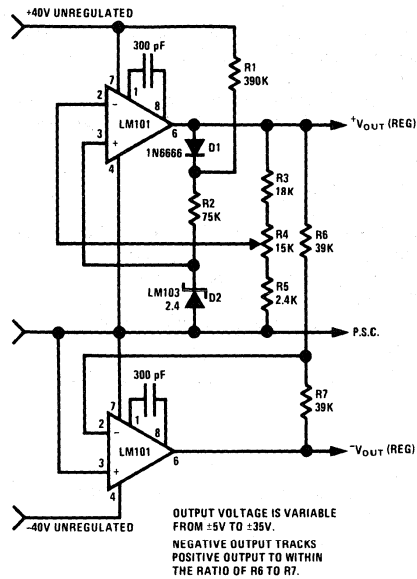 +40V UNREGULATED
300 pF
R1
390K
7
1
8
2
LM101
6
3
4
+VOUT (REG)
1N6666
D1
R3
18K
R2
75K
R4
15K
R6
39K
LM103
2.4
D2
R5
2.4K
P.S.C.
300 pF
R7
39K
7
1
8
2
LM101
6
3
4
−VOUT (REG)
−40V UNREGULATED
OUTPUT VOLTAGE IS VARIABLE
FROM ±5V TO ±35V.
NEGATIVE OUTPUT TRACKS
POSITIVE OUTPUT TO WITHIN
THE RATIO OF R6 TO R7.